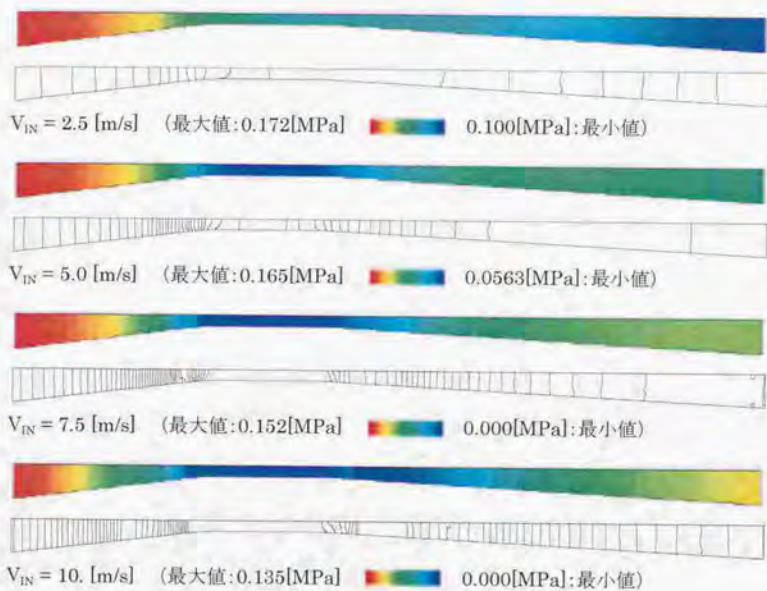 V_IN = 2.5 [m/s] (最大値:0.172[MPa] 0.100[MPa]:最小値)
V_IN = 5.0 [m/s] (最大値:0.165[MPa] 0.0563[MPa]:最小値)
V_IN = 7.5 [m/s] (最大値:0.152[MPa] 0.000[MPa]:最小値)
V_IN = 10. [m/s] (最大値:0.135[MPa] 0.000[MPa]:最小値)